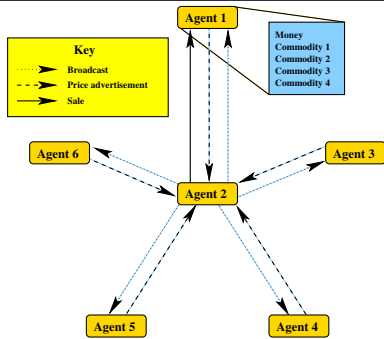 Agent 1
Money
Commodity 1
Commodity 2
Commodity 3
Commodity 4
Key
Broadcast
Price advertisement
Sale
Agent 6
Agent 3
Agent 2
Agent 5
Agent 4